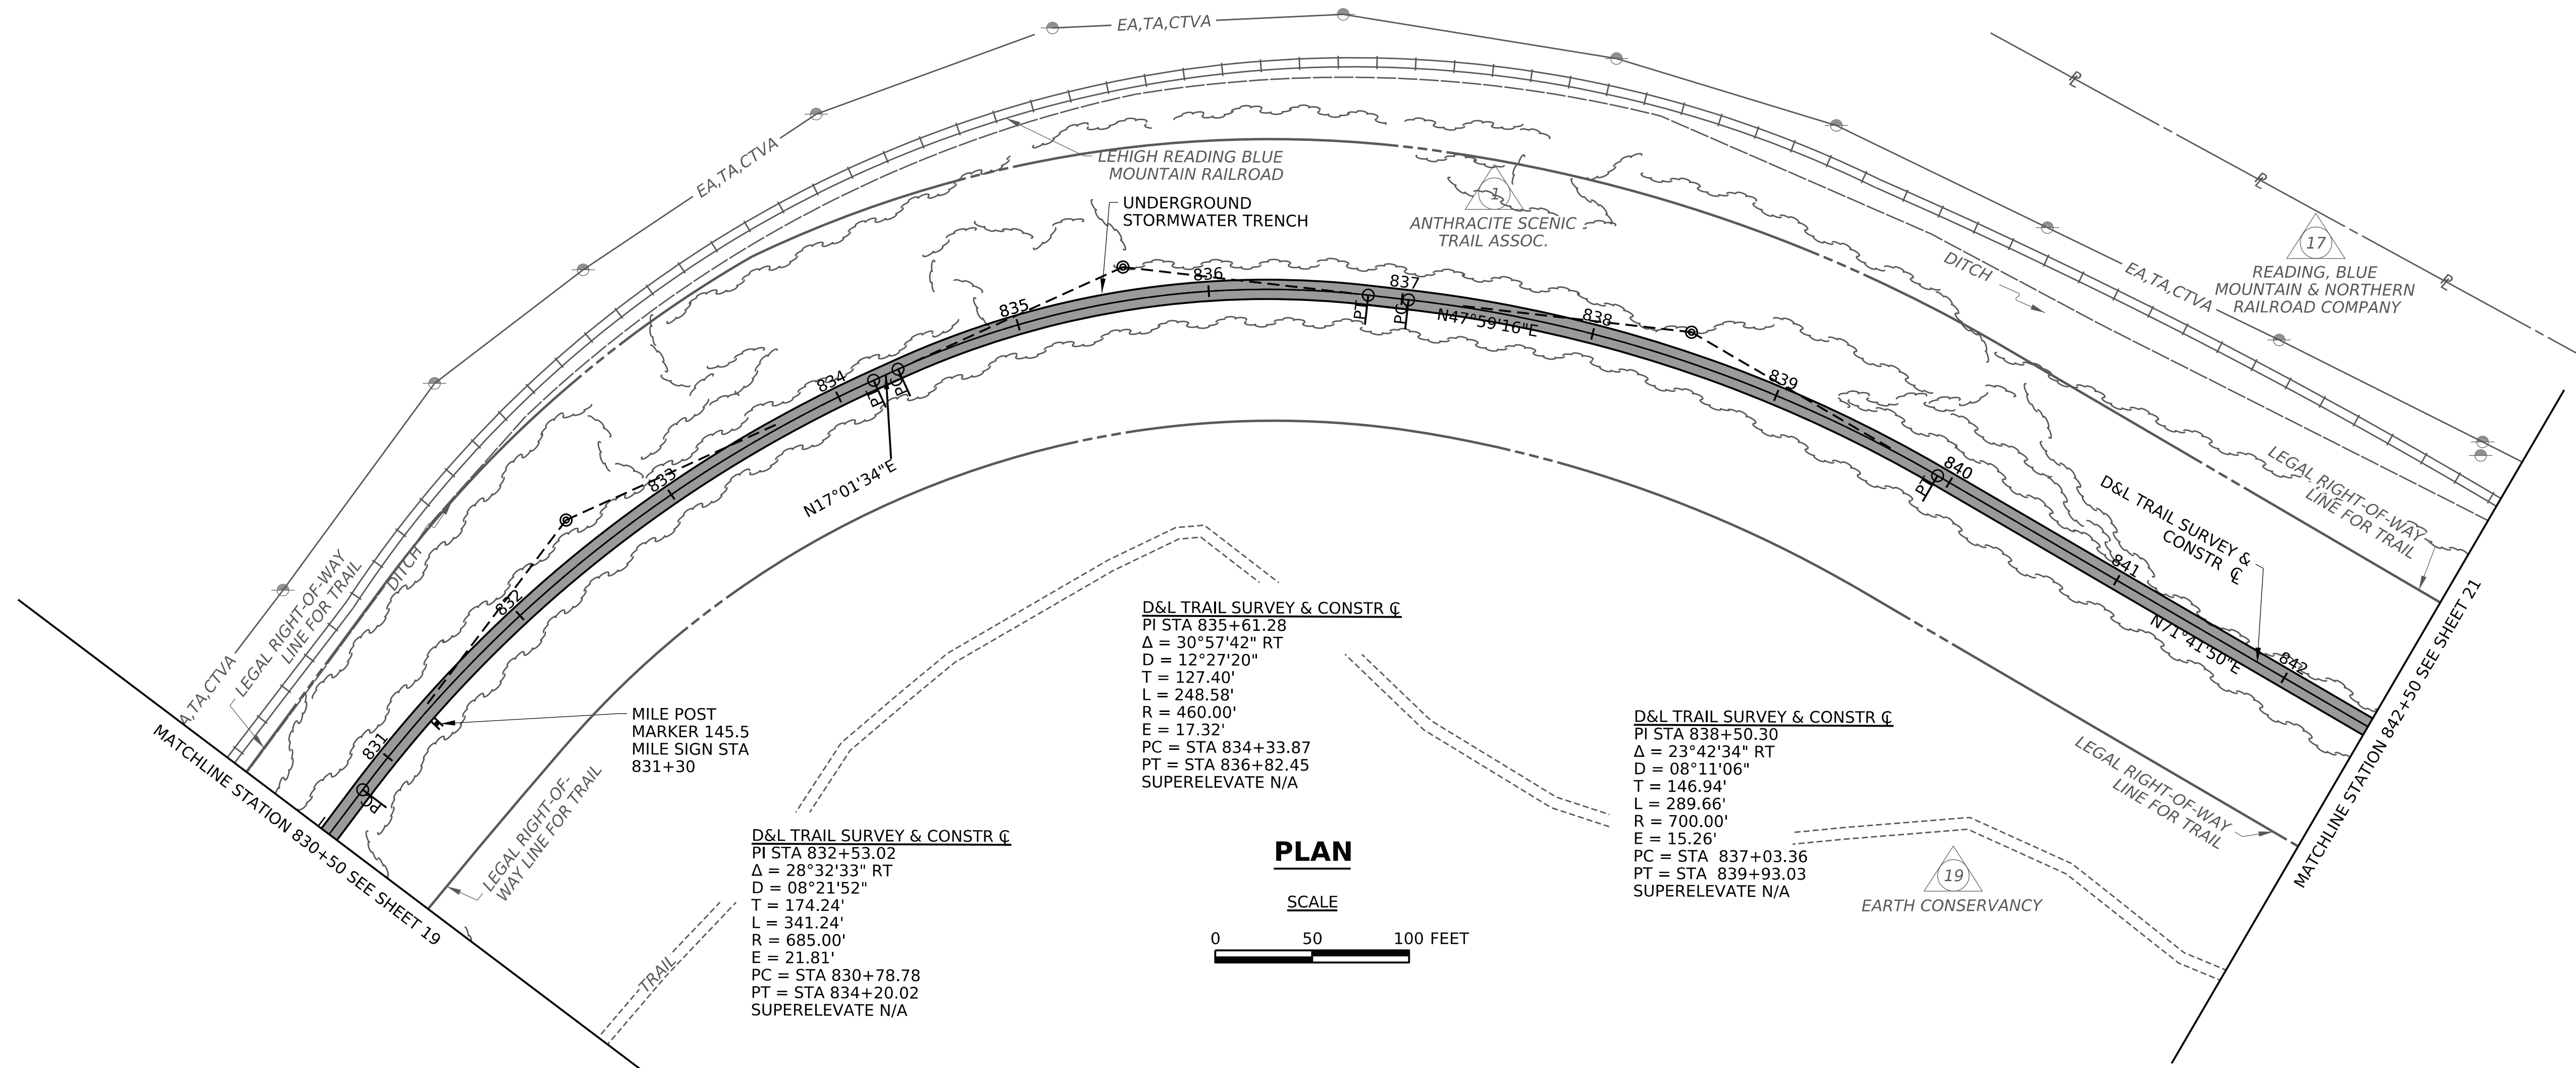 EA,TA,CTVA
EA,TA,CTVA
EA,TA,CTVA
A,TA,CTVA
LEHIGH READING BLUE
MOUNTAIN RAILROAD
UNDERGROUND
STORMWATER TRENCH
1
ANTHRACITE SCENIC
TRAIL ASSOC.
DITCH
17
READING, BLUE
MOUNTAIN & NORTHERN
RAILROAD COMPANY
℄
℄
℄
831
832
833
834
835
836
837
838
839
840
841
842
PC
PT
PC
PT
PC
PT
N17°01'34"E
N47°59'16"E
N71°41'50"E
DITCH
LEGAL RIGHT-OF-WAY
LINE FOR TRAIL
LEGAL RIGHT-OF-
WAY LINE FOR TRAIL
LEGAL RIGHT-OF-WAY
LINE FOR TRAIL
LEGAL RIGHT-OF-WAY
LINE FOR TRAIL
D&L TRAIL SURVEY &
CONSTR ℄
MATCHLINE STATION 830+50 SEE SHEET 19
MATCHLINE STATION 842+50 SEE SHEET 21
MILE POST
MARKER 145.5
MILE SIGN STA
831+30
D&L TRAIL SURVEY & CONSTR ℄
PI STA 832+53.02
Δ = 28°32'33" RT
D = 08°21'52"
T = 174.24'
L = 341.24'
R = 685.00'
E = 21.81'
PC = STA 830+78.78
PT = STA 834+20.02
SUPERELEVATE N/A
D&L TRAIL SURVEY & CONSTR ℄
PI STA 835+61.28
Δ = 30°57'42" RT
D = 12°27'20"
T = 127.40'
L = 248.58'
R = 460.00'
E = 17.32'
PC = STA 834+33.87
PT = STA 836+82.45
SUPERELEVATE N/A
D&L TRAIL SURVEY & CONSTR ℄
PI STA 838+50.30
Δ = 23°42'34" RT
D = 08°11'06"
T = 146.94'
L = 289.66'
R = 700.00'
E = 15.26'
PC = STA 837+03.36
PT = STA 839+93.03
SUPERELEVATE N/A
19
EARTH CONSERVANCY
TRAIL
PLAN
SCALE
0 50 100 FEET